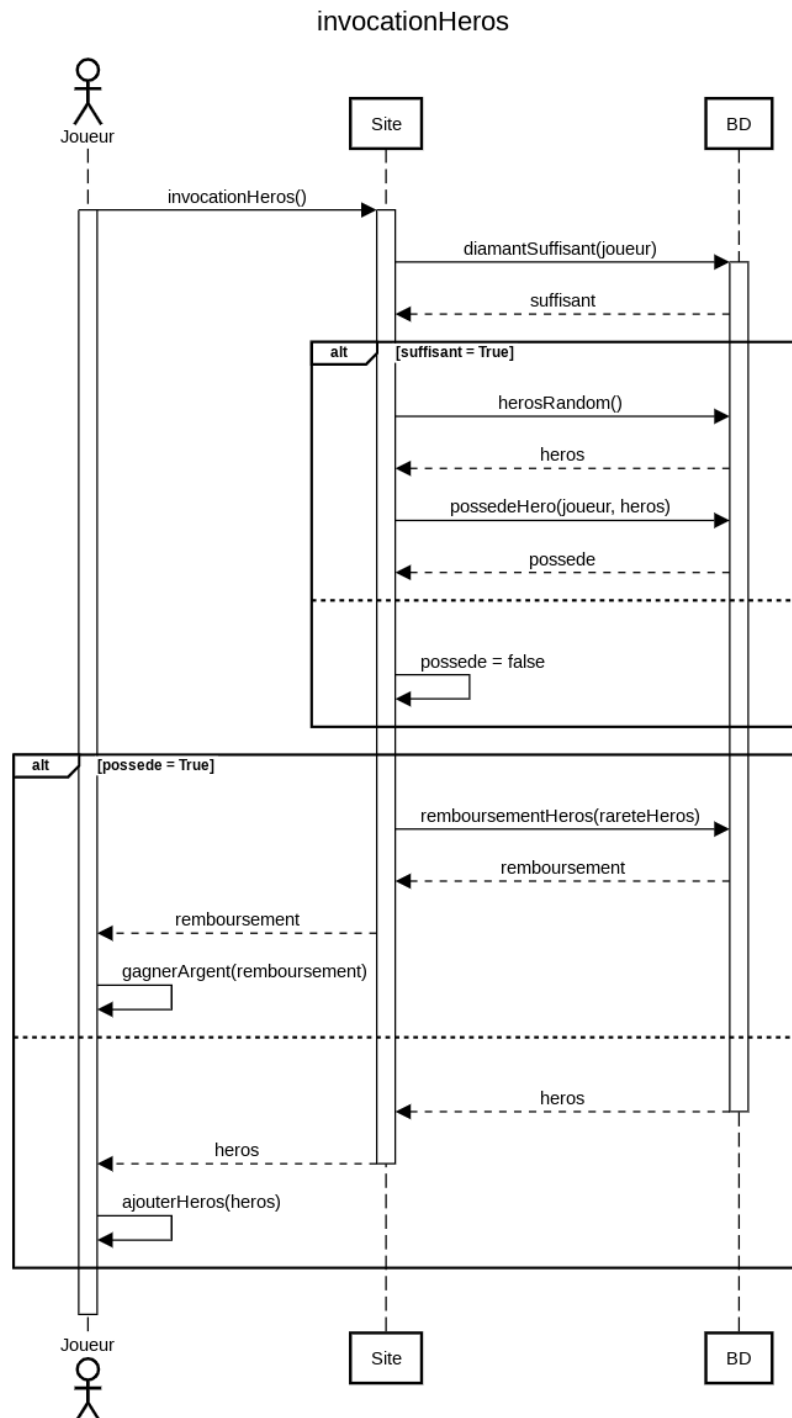 invocationHeros
Joueur
Site
BD
invocationHeros()
diamantSuffisant(joueur)
suffisant
alt
[suffisant = True]
herosRandom()
heros
possedeHero(joueur, heros)
possede
possede = false
alt
[possede = True]
remboursementHeros(rareteHeros)
remboursement
remboursement
gagnerArgent(remboursement)
heros
heros
ajouterHeros(heros)
Joueur
Site
BD